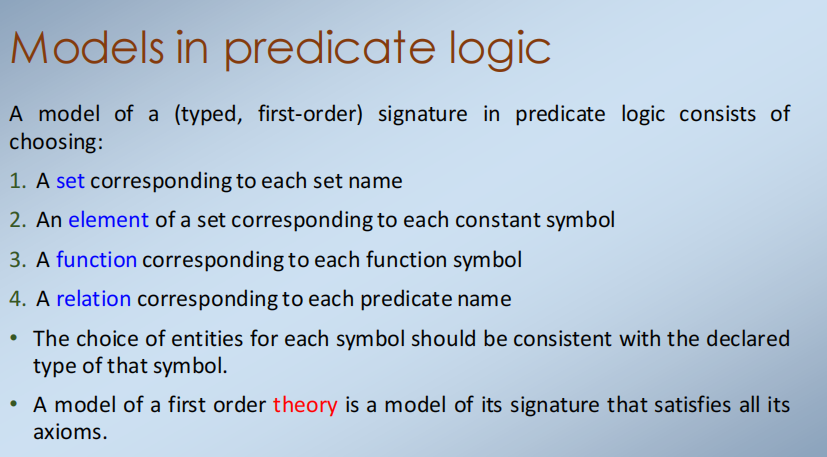 Models in predicate logic
A model of a (typed, first-order) signature in predicate logic consists of
choosing:
1. A set corresponding to each set name
2. An element of a set corresponding to each constant symbol
3. A function corresponding to each function symbol
4. A relation corresponding to each predicate name
• The choice of entities for each symbol should be consistent with the declared
type of that symbol.
• A model of a first order theory is a model of its signature that satisfies all its
axioms.